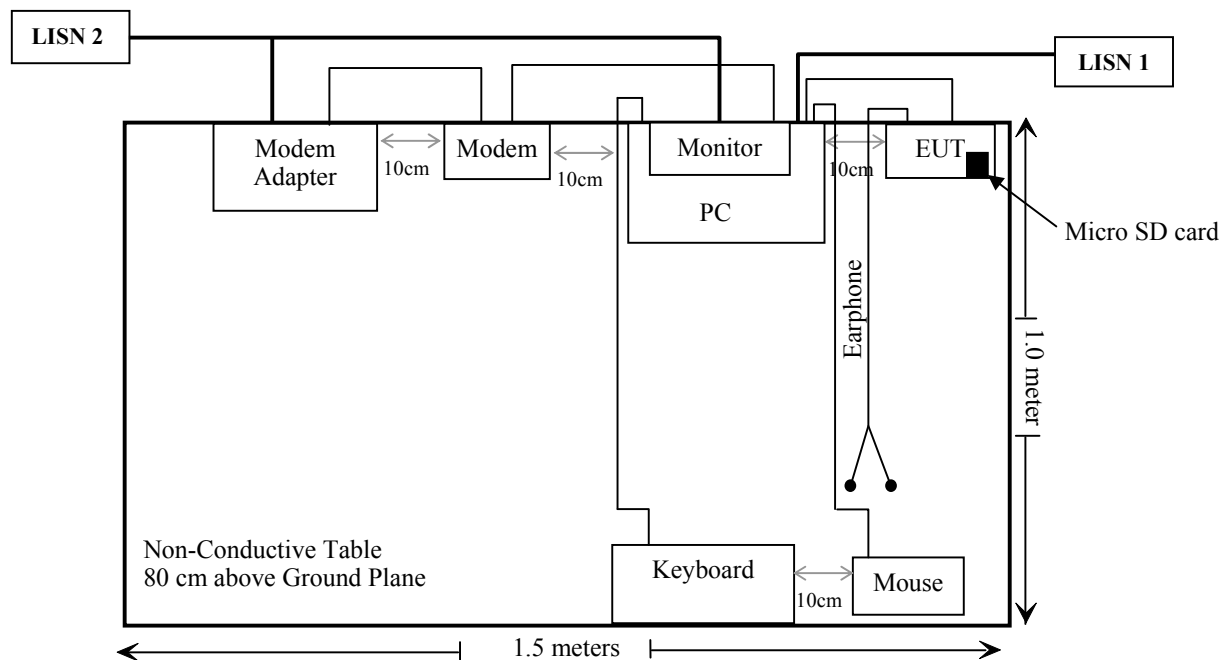 LISN 2
LISN 1
Modem
Adapter
10cm
Modem
10cm
Monitor
PC
10cm
EUT
Micro SD card
Earphone
1.0 meter
Non-Conductive Table
80 cm above Ground Plane
Keyboard
10cm
Mouse
1.5 meters